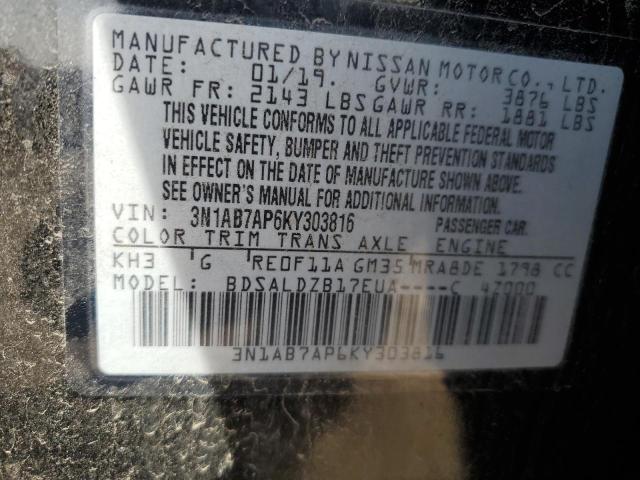 MANUFACTURED BY NISSAN MOTOR CO., LTD.
DATE: 01/19. GVWR: 3876 LBS
GAWR FR: 2143 LBS GAWR RR: 1881 LBS
THIS VEHICLE CONFORMS TO ALL APPLICABLE FEDERAL MOTOR
VEHICLE SAFETY, BUMPER AND THEFT PREVENTION STANDARDS
IN EFFECT ON THE DATE OF MANUFACTURE SHOWN ABOVE.
SEE OWNER'S MANUAL FOR ADDITIONAL INFORMATION.
VIN: 3N1AB7AP6KY303816 PASSENGER CAR.
COLOR TRIM TRANS AXLE ENGINE
KH3 G RE0F11A GM35 MRA8DE 1798 CC
MODEL: BDSALDZB17EUA----C 47000
3N1AB7AP6KY303816